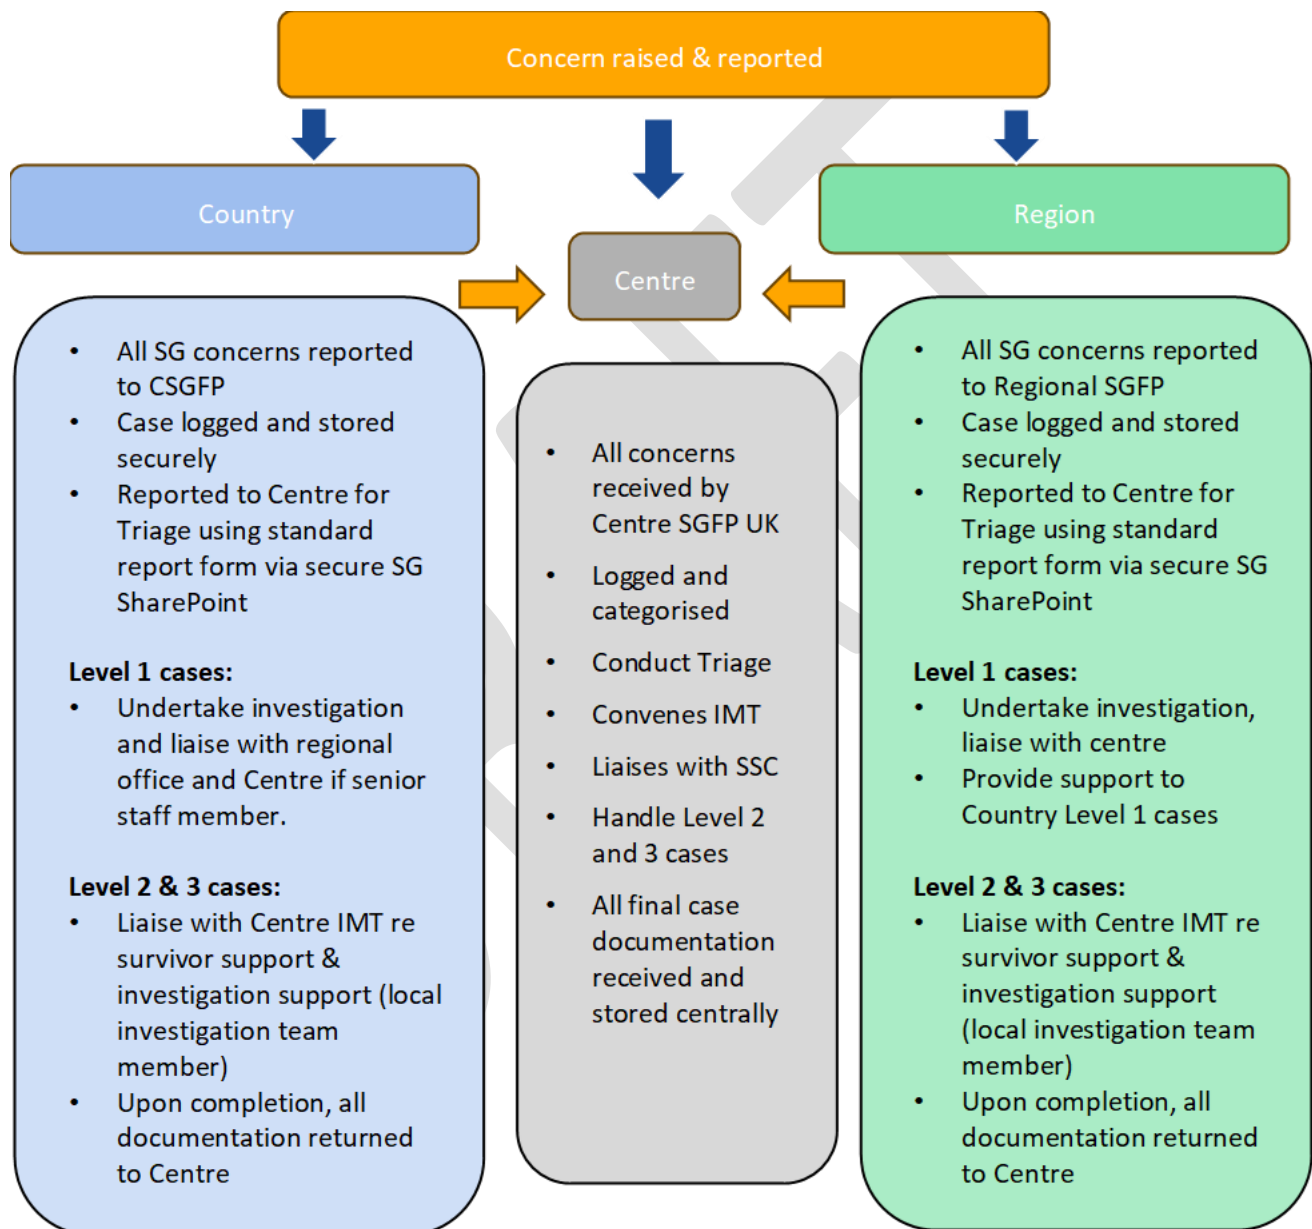 Concern raised & reported
Country
Region
Centre
• All SG concerns reported
to CSGFP
• Case logged and stored
securely
• Reported to Centre for
Triage using standard
report form via secure SG
SharePoint
Level 1 cases:
• Undertake investigation
and liaise with regional
office and Centre if senior
staff member.
Level 2 & 3 cases:
• Liaise with Centre IMT re
survivor support &
investigation support (local
investigation team
member)
• Upon completion, all
documentation returned
to Centre
• All concerns
received by
Centre SGFP UK
• Logged and
categorised
• Conduct Triage
• Convenes IMT
• Liaises with SSC
• Handle Level 2
and 3 cases
• All final case
documentation
received and
stored centrally
• All SG concerns reported
to Regional SGFP
• Case logged and stored
securely
• Reported to Centre for
Triage using standard
report form via secure SG
SharePoint
Level 1 cases:
• Undertake investigation,
liaise with centre
• Provide support to
Country Level 1 cases
Level 2 & 3 cases:
• Liaise with Centre IMT re
survivor support &
investigation support
(local investigation team
member)
• Upon completion, all
documentation returned
to Centre